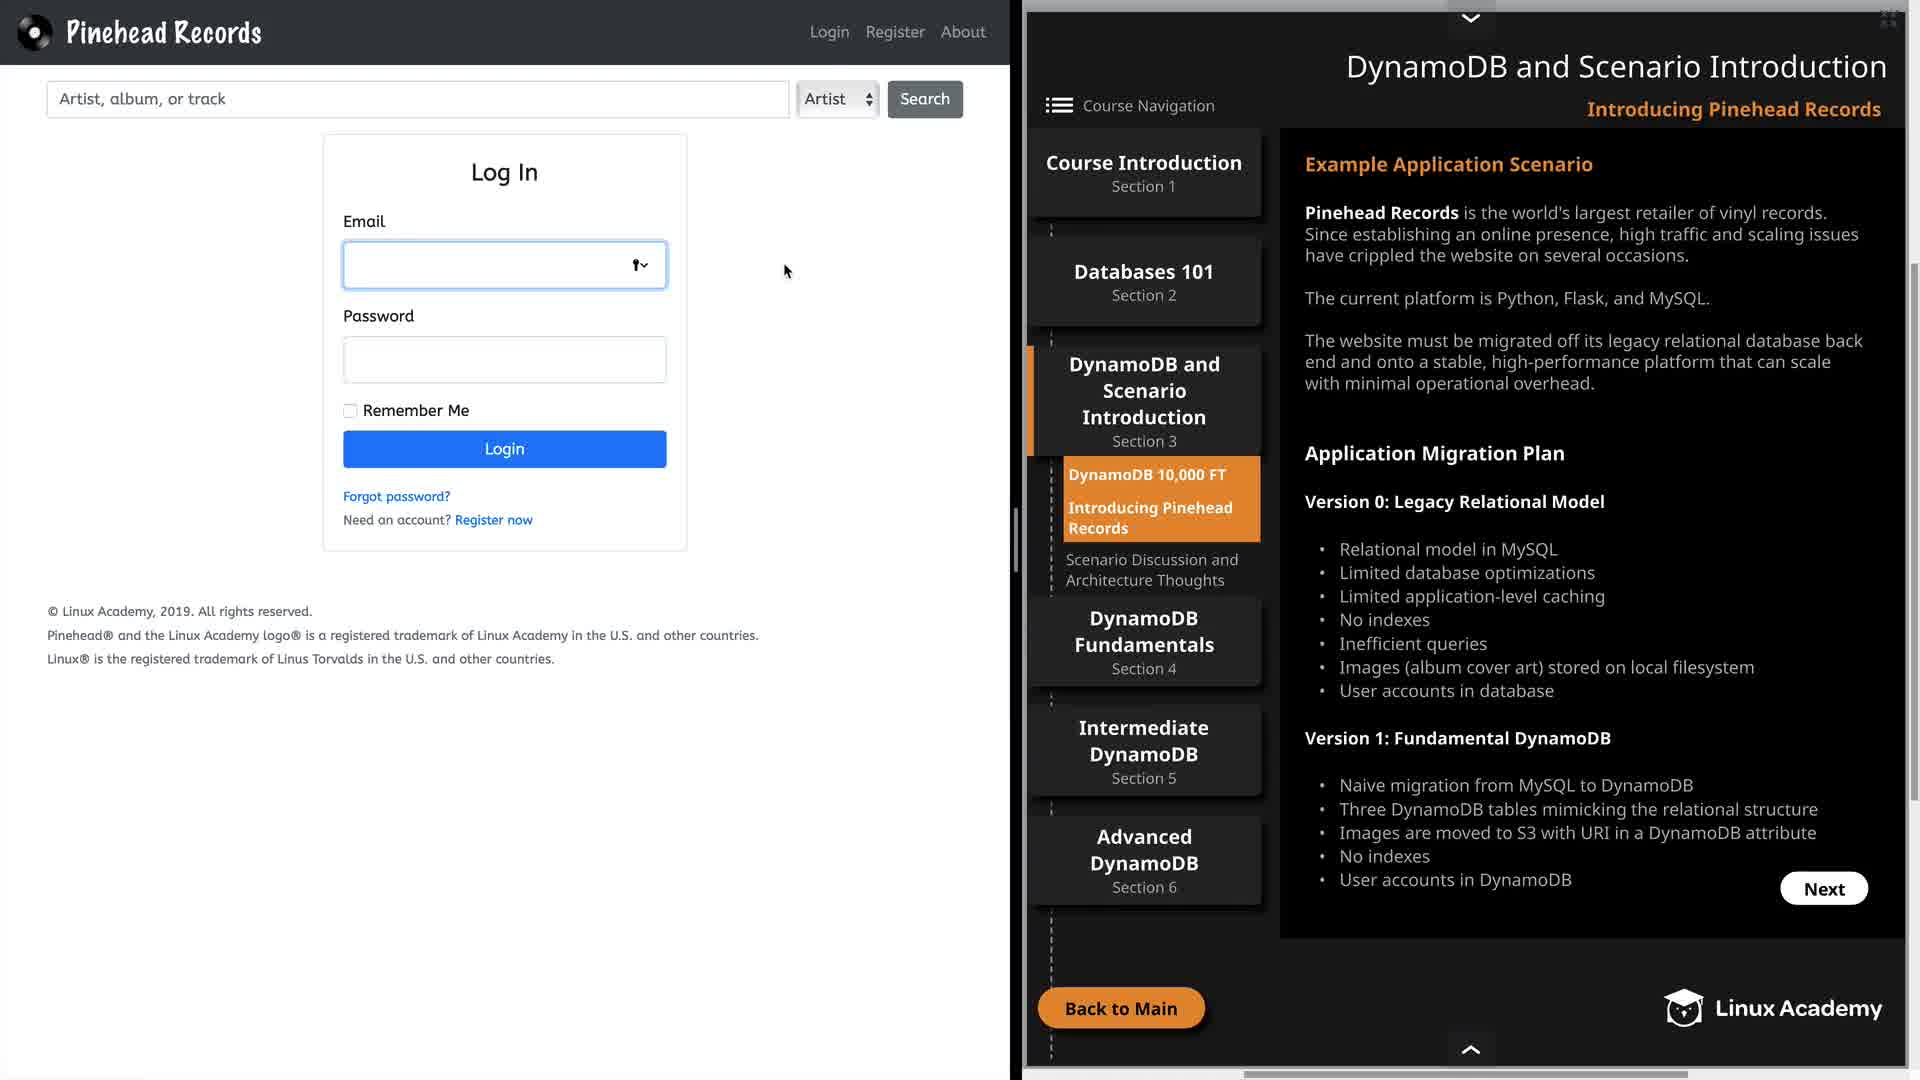 Pinehead Records
Login Register About
Artist, album, or track
Artist
Search
Log In
Email
Password
Remember Me
Login
Forgot password?
Need an account? Register now
© Linux Academy, 2019. All rights reserved.
Pinehead® and the Linux Academy logo® is a registered trademark of Linux Academy in the U.S. and other countries.
Linux® is the registered trademark of Linus Torvalds in the U.S. and other countries.
DynamoDB and Scenario Introduction
Course Navigation
Introducing Pinehead Records
Course Introduction
Section 1
Databases 101
Section 2
DynamoDB and
Scenario
Introduction
Section 3
DynamoDB 10,000 FT
Introducing Pinehead
Records
Scenario Discussion and
Architecture Thoughts
DynamoDB
Fundamentals
Section 4
Intermediate
DynamoDB
Section 5
Advanced
DynamoDB
Section 6
Back to Main
Example Application Scenario
Pinehead Records is the world's largest retailer of vinyl records.
Since establishing an online presence, high traffic and scaling issues
have crippled the website on several occasions.
The current platform is Python, Flask, and MySQL.
The website must be migrated off its legacy relational database back
end and onto a stable, high-performance platform that can scale
with minimal operational overhead.
Application Migration Plan
Version 0: Legacy Relational Model
• Relational model in MySQL
• Limited database optimizations
• Limited application-level caching
• No indexes
• Inefficient queries
• Images (album cover art) stored on local filesystem
• User accounts in database
Version 1: Fundamental DynamoDB
• Naive migration from MySQL to DynamoDB
• Three DynamoDB tables mimicking the relational structure
• Images are moved to S3 with URI in a DynamoDB attribute
• No indexes
• User accounts in DynamoDB
Next
Linux Academy